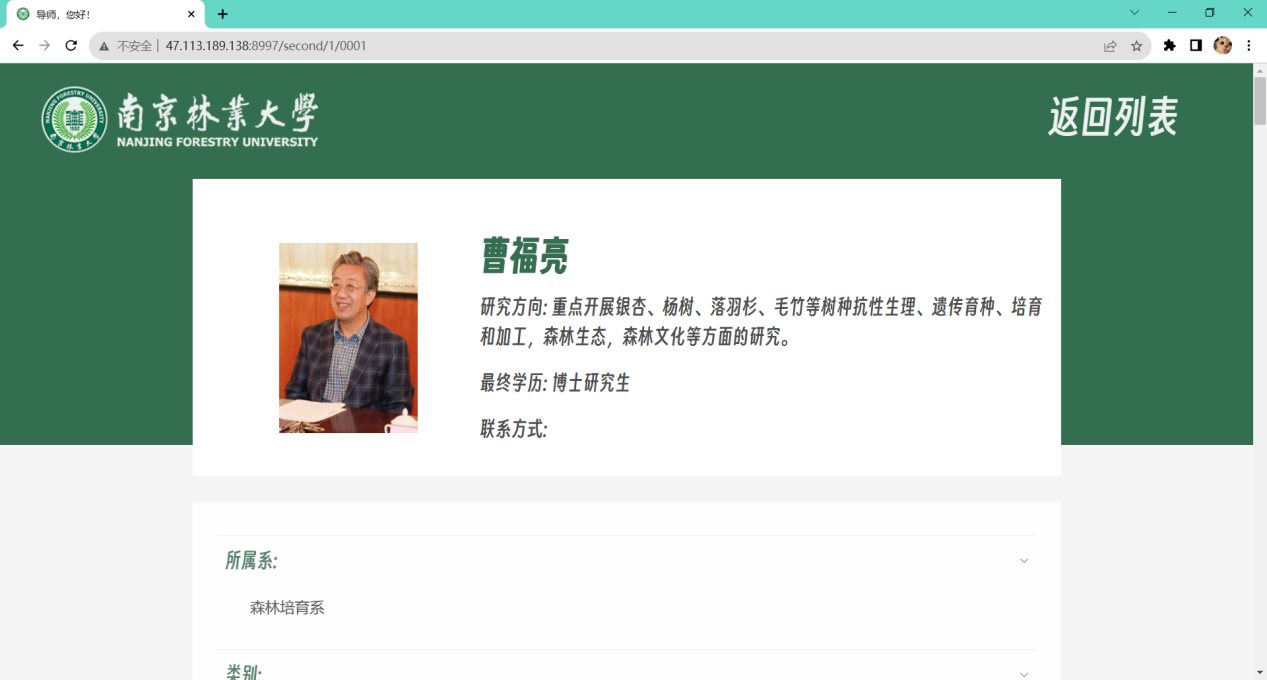 导师，您好！
不安全 | 47.113.189.138:8997/second/1/0001
南京林業大學
NANJING FORESTRY UNIVERSITY
返回列表
曹福亮
研究方向: 重点开展银杏、杨树、落羽杉、毛竹等树种抗性生理、遗传育种、培育
和加工，森林生态，森林文化等方面的研究。
最终学历: 博士研究生
联系方式:
所属系:
森林培育系
类别: